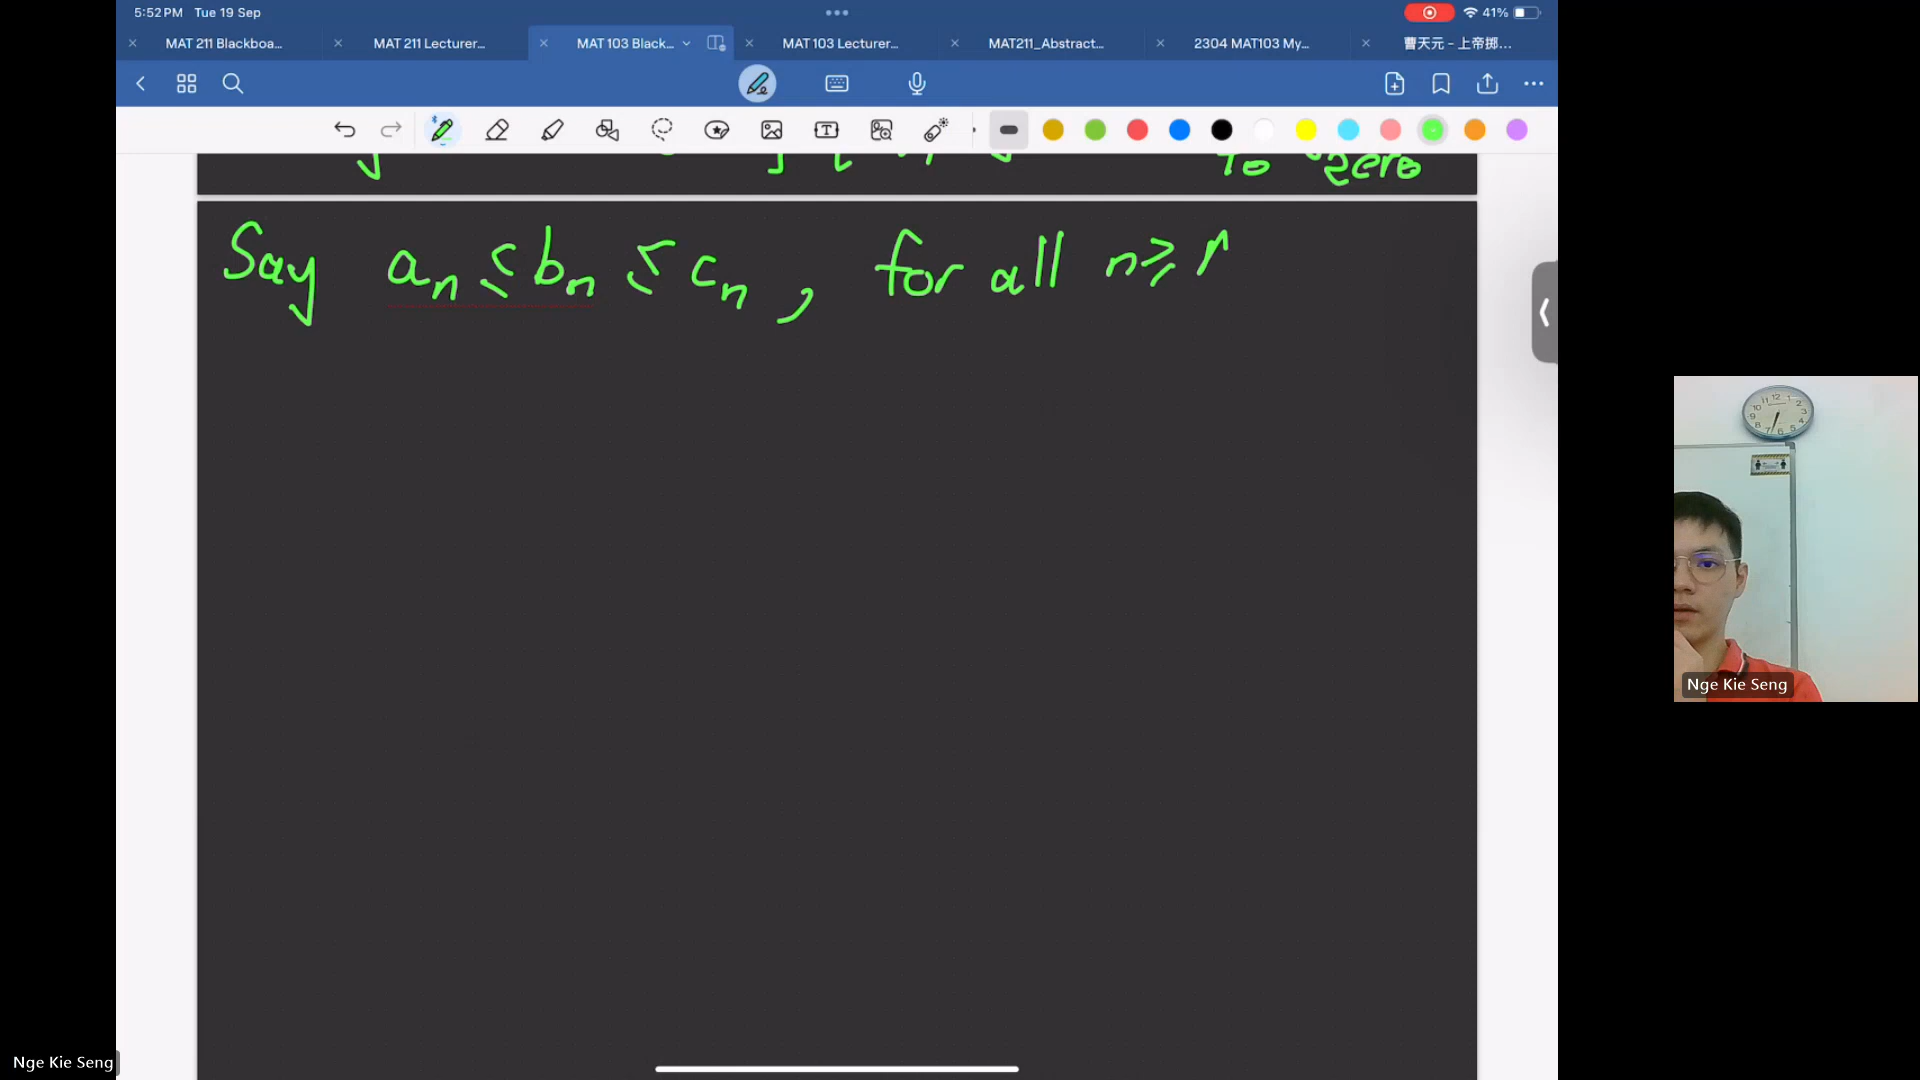 5:52 PM Tue 19 Sep
41%
MAT 211 Blackboa...
MAT 211 Lecturer...
MAT 103 Black...
MAT 103 Lecturer...
MAT211_Abstract...
2304 MAT103 My...
曹天元 - 上帝掷...
to zero
Say aₙ ≤ bₙ ≤ cₙ, for all n ≥
Nge Kie Seng
Nge Kie Seng